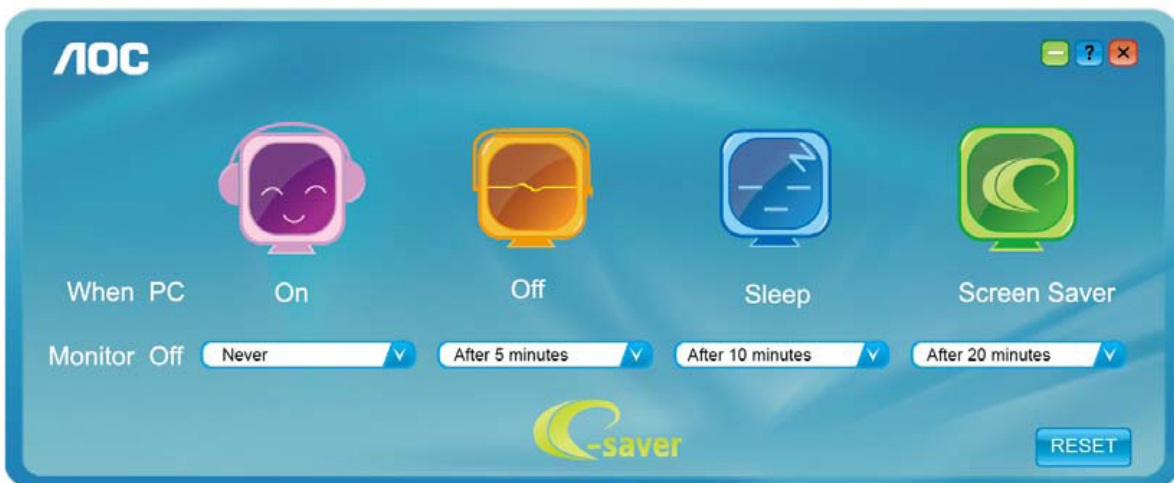 AOC
?
When PC On Off Sleep Screen Saver
Monitor Off Never After 5 minutes After 10 minutes After 20 minutes
e-saver
RESET